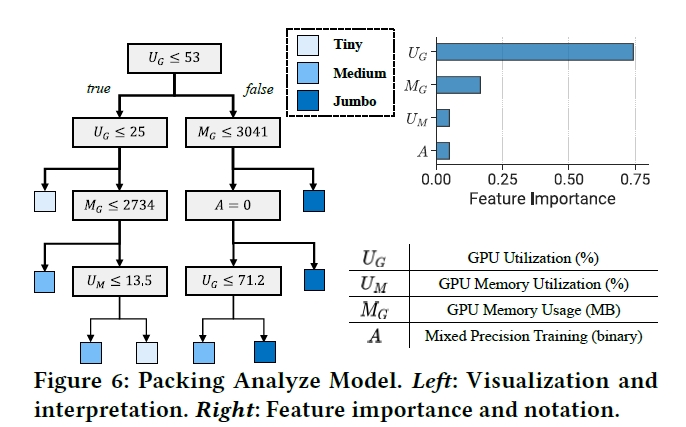 U_G ≤ 53
true
false
U_G ≤ 25
M_G ≤ 3041
M_G ≤ 2734
A = 0
U_M ≤ 13.5
U_G ≤ 71.2
Tiny
Medium
Jumbo
U_G
M_G
U_M
A
0.00 0.25 0.50 0.75
Feature Importance
U_G GPU Utilization (%)
U_M GPU Memory Utilization (%)
M_G GPU Memory Usage (MB)
A Mixed Precision Training (binary)
Figure 6: Packing Analyze Model. Left: Visualization and
interpretation. Right: Feature importance and notation.